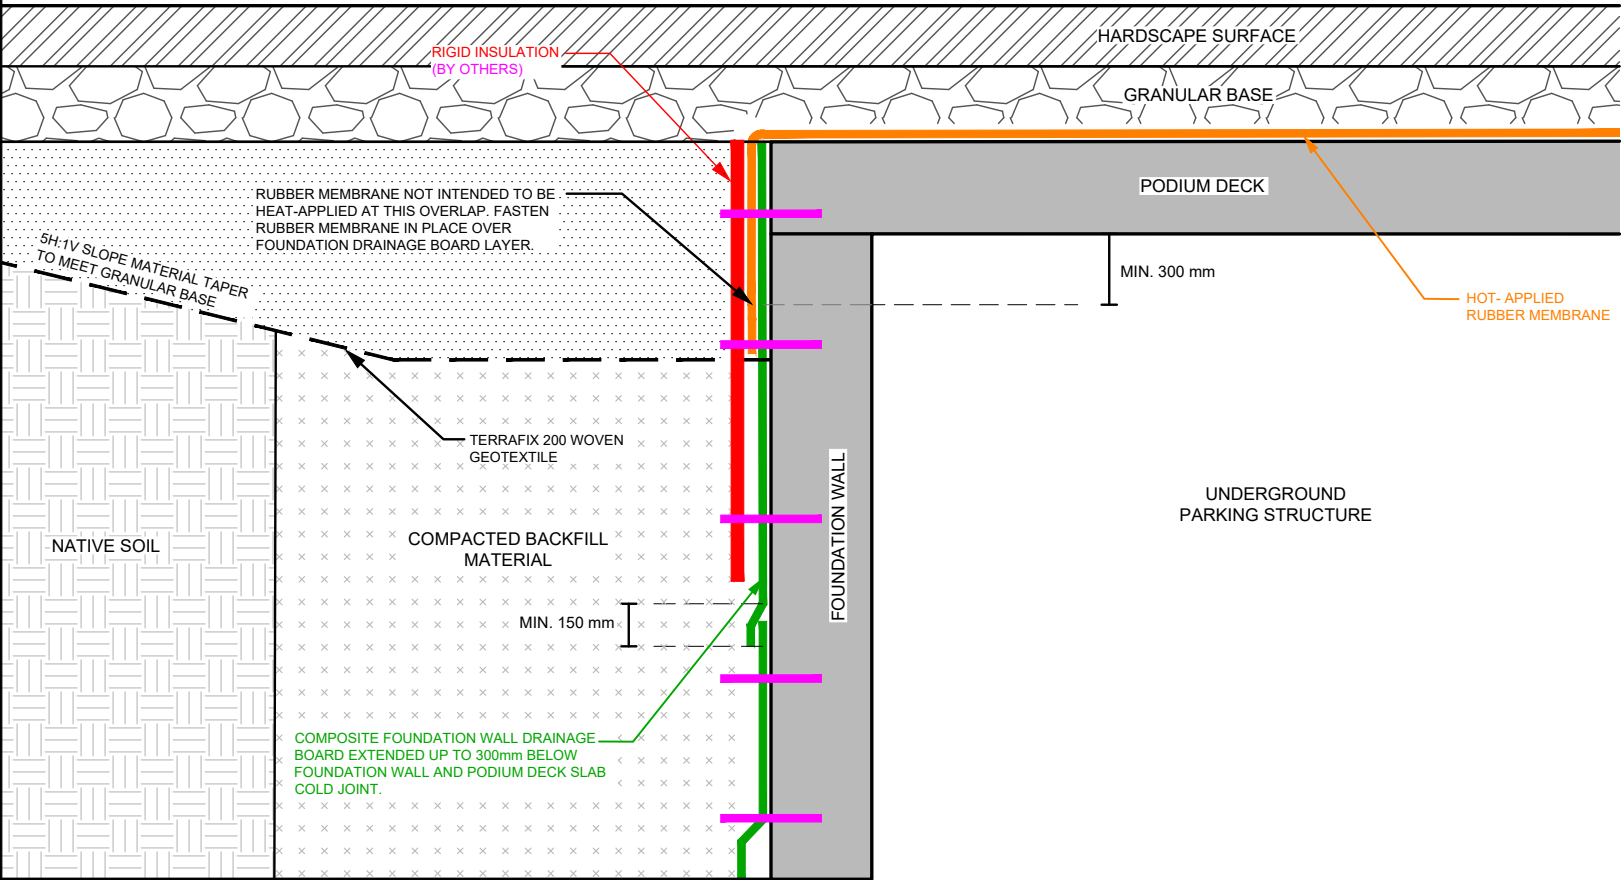 HARDSCAPE SURFACE
RIGID INSULATION
(BY OTHERS)
GRANULAR BASE
PODIUM DECK
RUBBER MEMBRANE NOT INTENDED TO BE
HEAT-APPLIED AT THIS OVERLAP. FASTEN
RUBBER MEMBRANE IN PLACE OVER
FOUNDATION DRAINAGE BOARD LAYER.
5H:1V SLOPE MATERIAL TAPER
TO MEET GRANULAR BASE
MIN. 300 mm
HOT- APPLIED
RUBBER MEMBRANE
TERRAFIX 200 WOVEN
GEOTEXTILE
FOUNDATION WALL
UNDERGROUND
PARKING STRUCTURE
NATIVE SOIL
COMPACTED BACKFILL
MATERIAL
MIN. 150 mm
COMPOSITE FOUNDATION WALL DRAINAGE
BOARD EXTENDED UP TO 300mm BELOW
FOUNDATION WALL AND PODIUM DECK SLAB
COLD JOINT.